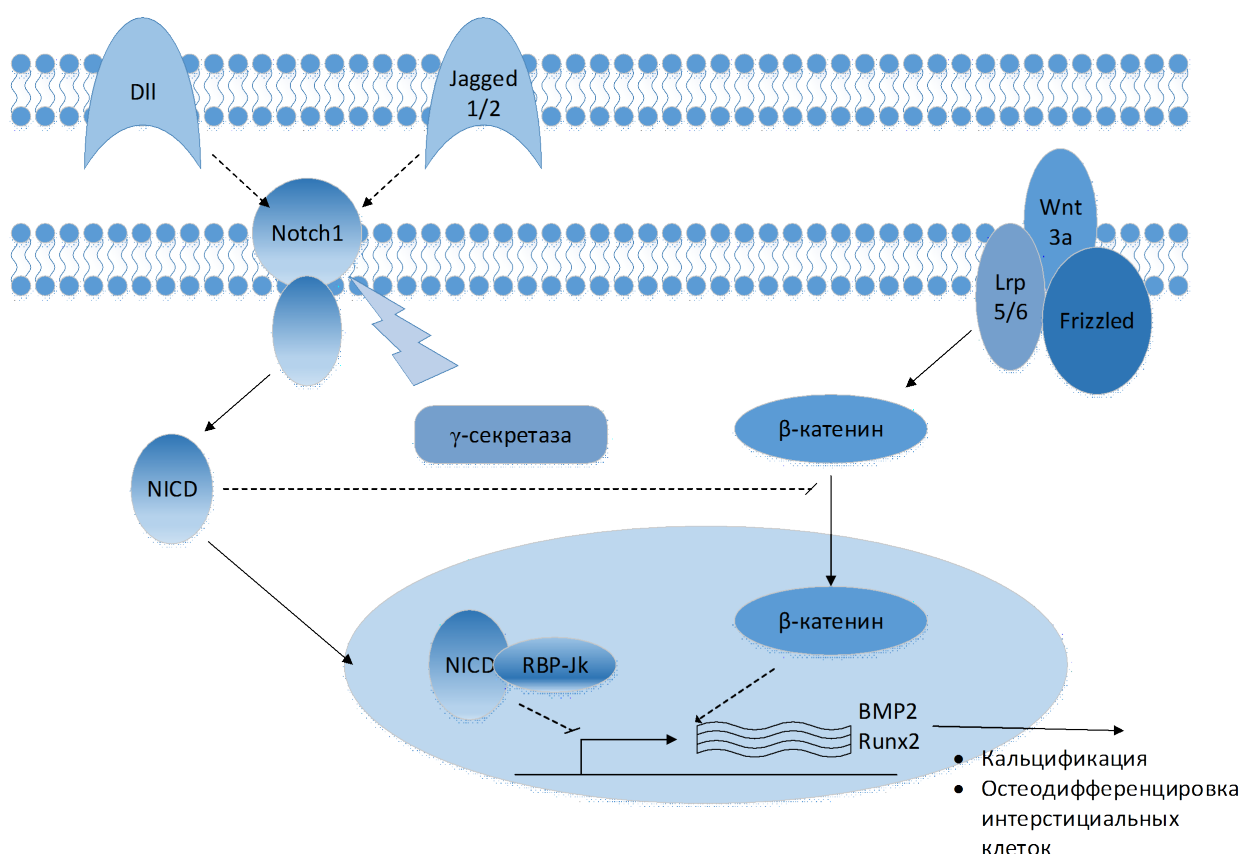 Dll
Jagged
1/2
Notch1
Wnt
3a
Lrp
5/6
Frizzled
γ-секретаза
β-катенин
NICD
β-катенин
NICD
RBP-Jk
BMP2
Runx2
● Кальцификация
● Остеодифференцировка
интерстициальных
клеток